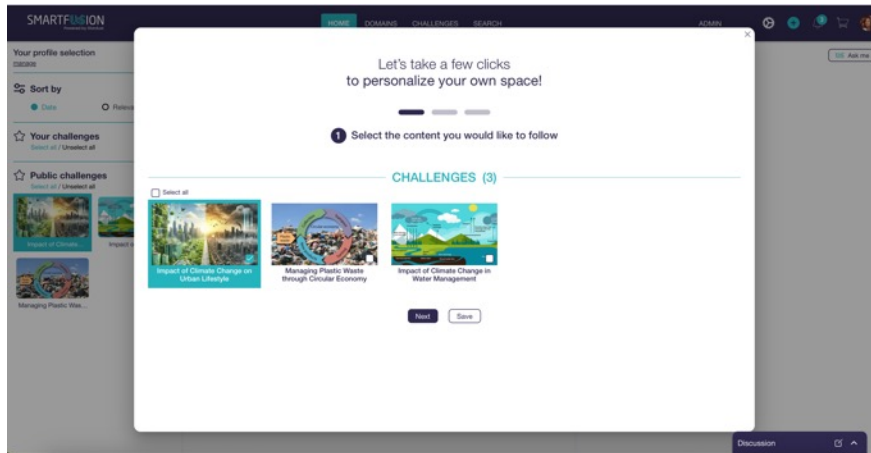 SMARTFUSION
HOME DOMAINS CHALLENGES SEARCH ADMIN
Your profile selection
Sort by
Date
Your challenges
Select all / Unselect all
Public challenges
Select all / Unselect all
Impact of Climate...
Impact
Managing Plastic Was...
Ask me
×
Let's take a few clicks
to personalize your own space!
1 Select the content you would like to follow
CHALLENGES (3)
Select all
Impact of Climate Change on
Urban Lifestyle
Managing Plastic Waste
through Circular Economy
Impact of Climate Change in
Water Management
Next Save
Discussion